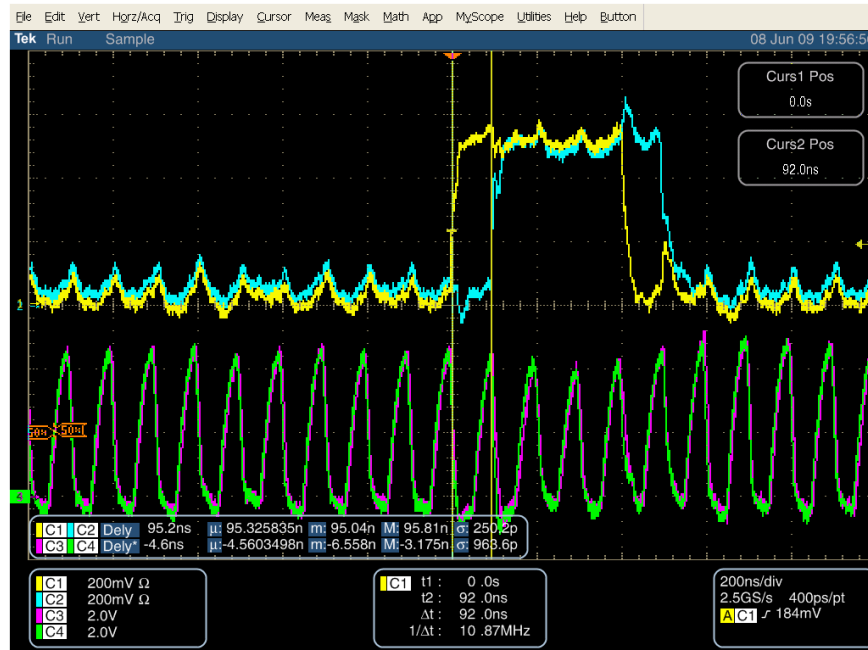 File Edit Vert Horz/Acq Trig Display Cursor Meas Mask Math App MyScope Utilities Help Button
Tek Run Sample 08 Jun 09 19:56:50
Curs1 Pos
0.0s
Curs2 Pos
92.0ns
50% 50%
4
C1 C2 Dely 95.2ns µ: 95.325835n m: 95.04n M: 95.81n σ: 250.2p
C3 C4 Dely* -4.6ns µ: -4.5603498n m: -6.558n M: -3.175n σ: 963.6p
C1 200mV Ω
C2 200mV Ω
C3 2.0V
C4 2.0V
C1 t1 : 0 .0s
t2 : 92 .0ns
Δt : 92 .0ns
1/Δt : 10 .87MHz
200ns/div
2.5GS/s 400ps/pt
A C1 184mV